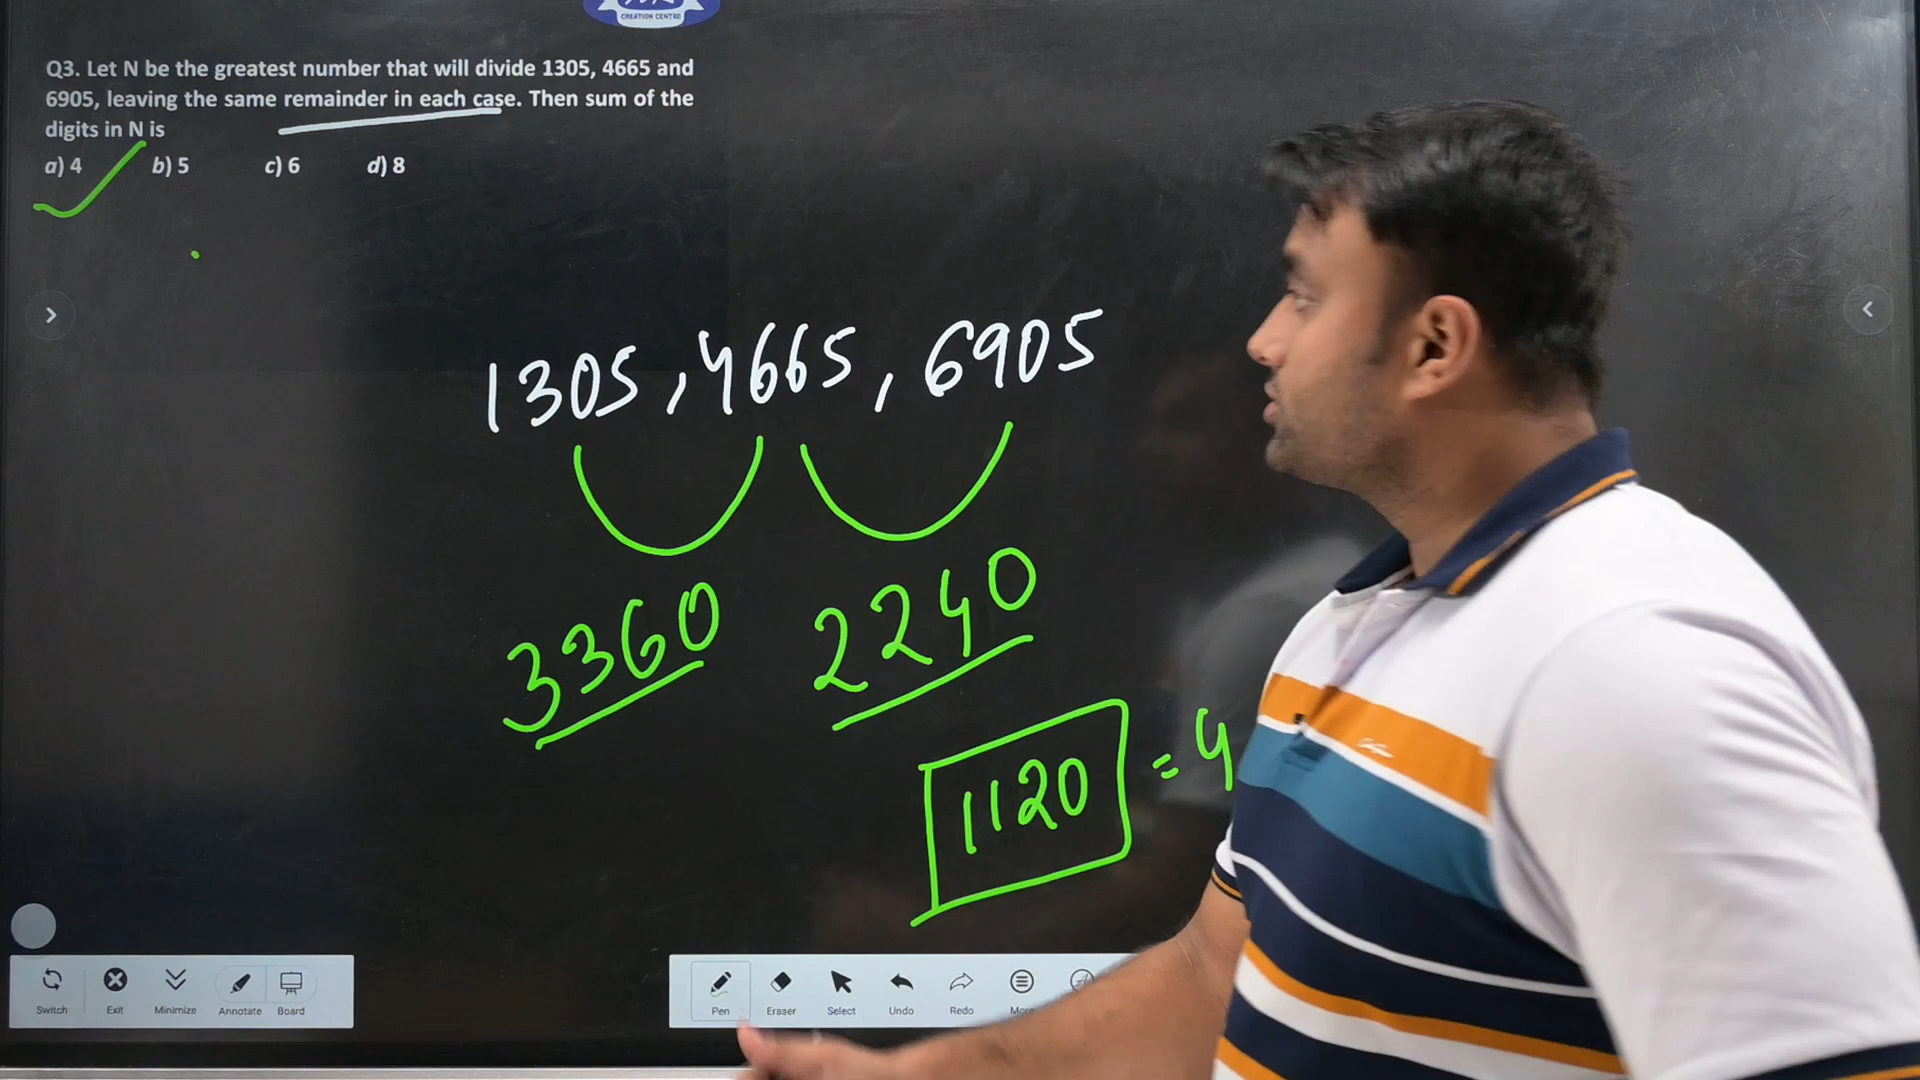 CREATION CENTRE
Q3. Let N be the greatest number that will divide 1305, 4665 and
6905, leaving the same remainder in each case. Then sum of the
digits in N is
a) 4 b) 5 c) 6 d) 8
1305, 4665, 6905
3360 2240
1120 = 4
Switch Exit Minimize Annotate Board
Pen Eraser Select Undo Redo